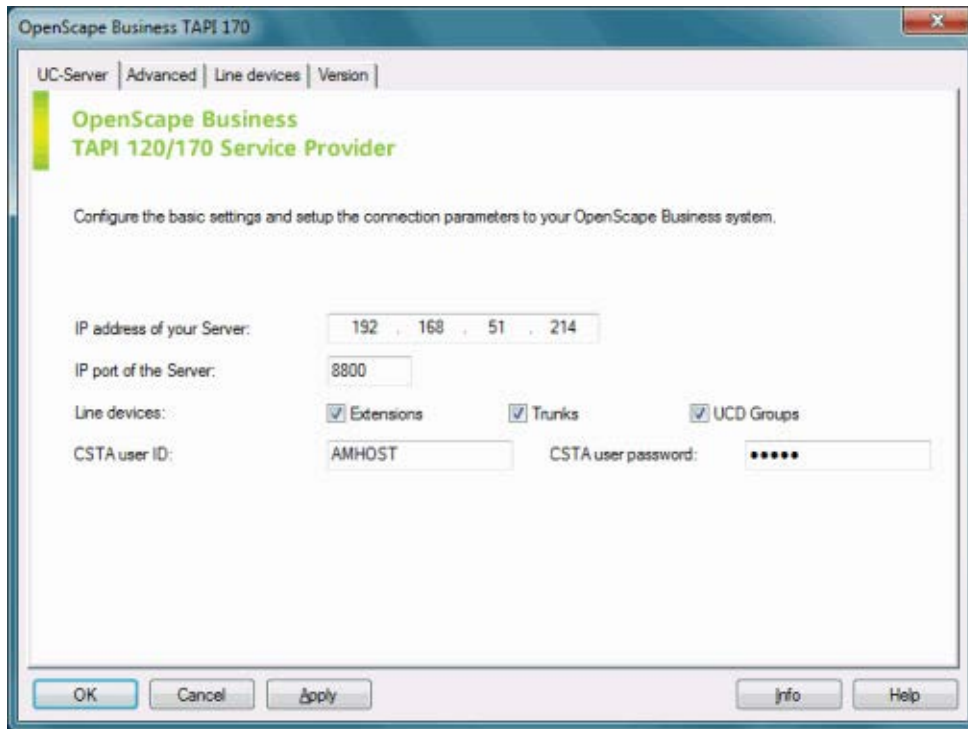 OpenScape Business TAPI 170
UC-Server Advanced Line devices Version
OpenScape Business
TAPI 120/170 Service Provider
Configure the basic settings and setup the connection parameters to your OpenScape Business system.
IP address of your Server: 192 . 168 . 51 . 214
IP port of the Server: 8800
Line devices: Extensions Trunks UCD Groups
CSTA user ID: AMHOST CSTA user password: •••••
OK Cancel Apply Info Help